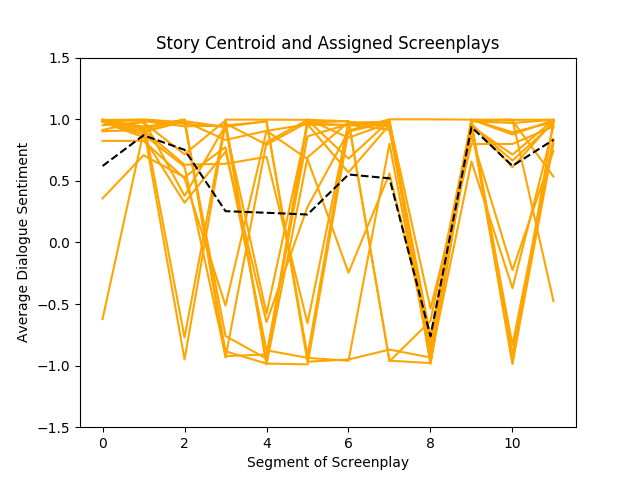 Story Centroid and Assigned Screenplays
1.5
1.0
0.5
0.0
−0.5
−1.0
−1.5
Average Dialogue Sentiment
0 2 4 6 8 10
Segment of Screenplay